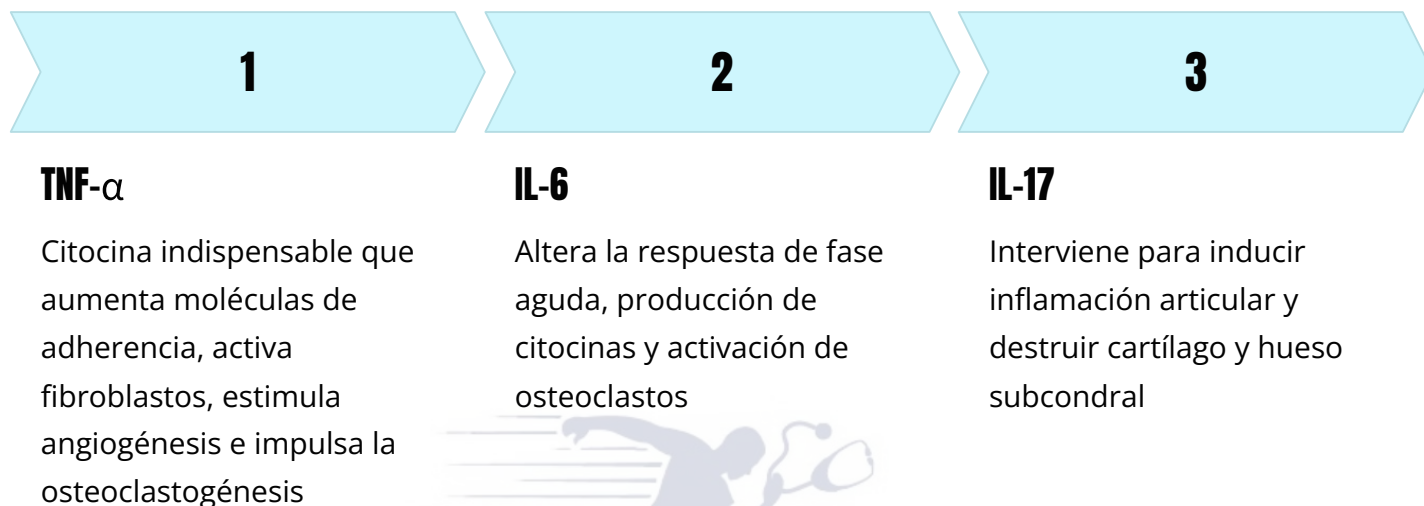 1
2
3
TNF-α
Citocina indispensable que
aumenta moléculas de
adherencia, activa
fibroblastos, estimula
angiogénesis e impulsa la
osteoclastogénesis
IL-6
Altera la respuesta de fase
aguda, producción de
citocinas y activación de
osteoclastos
IL-17
Interviene para inducir
inflamación articular y
destruir cartílago y hueso
subcondral